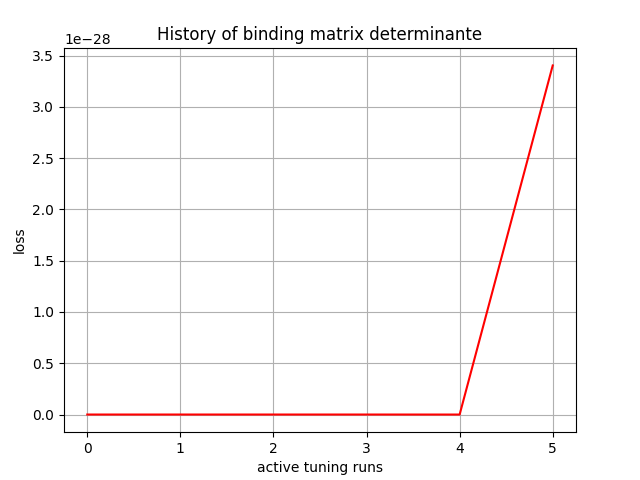 History of binding matrix determinante
1e−28
3.5
3.0
2.5
2.0
1.5
1.0
0.5
0.0
loss
0 1 2 3 4 5
active tuning runs